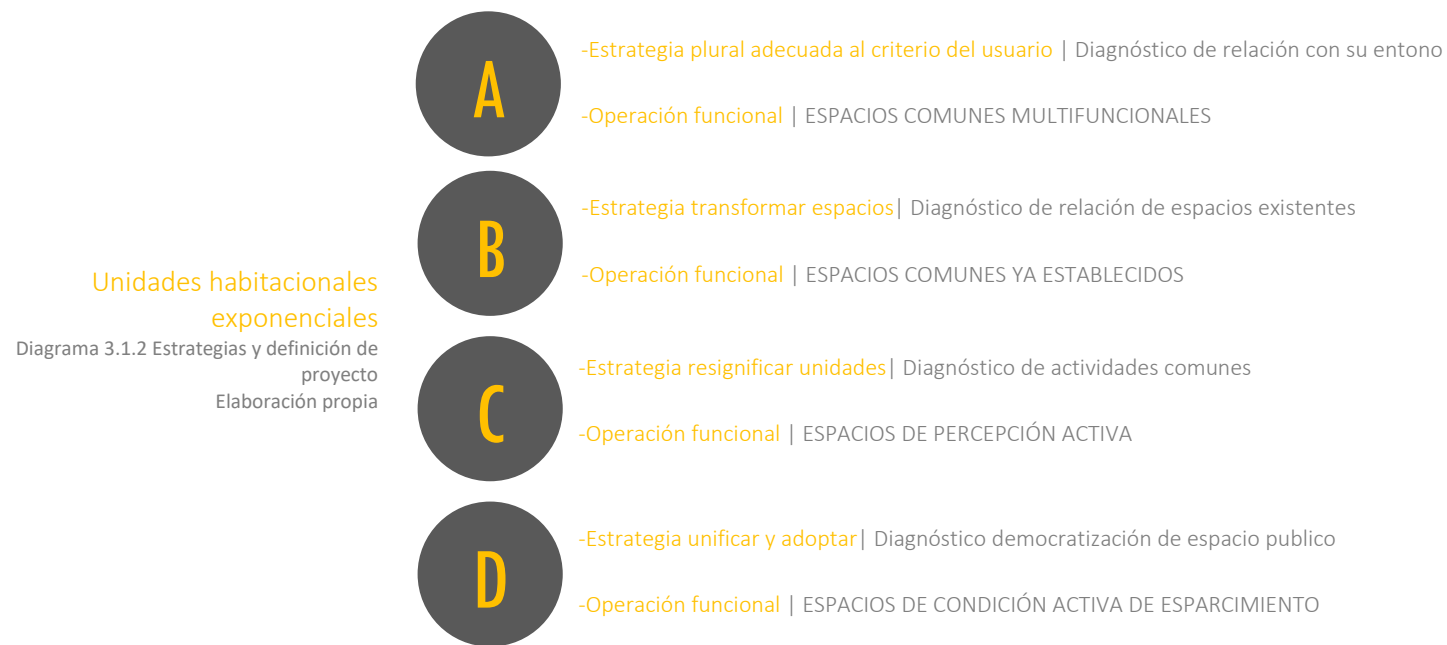 Unidades habitacionales
exponenciales
Diagrama 3.1.2 Estrategias y definición de
proyecto
Elaboración propia
A
-Estrategia plural adecuada al criterio del usuario | Diagnóstico de relación con su entono
-Operación funcional | ESPACIOS COMUNES MULTIFUNCIONALES
B
-Estrategia transformar espacios| Diagnóstico de relación de espacios existentes
-Operación funcional | ESPACIOS COMUNES YA ESTABLECIDOS
C
-Estrategia resignificar unidades| Diagnóstico de actividades comunes
-Operación funcional | ESPACIOS DE PERCEPCIÓN ACTIVA
D
-Estrategia unificar y adoptar| Diagnóstico democratización de espacio publico
-Operación funcional | ESPACIOS DE CONDICIÓN ACTIVA DE ESPARCIMIENTO